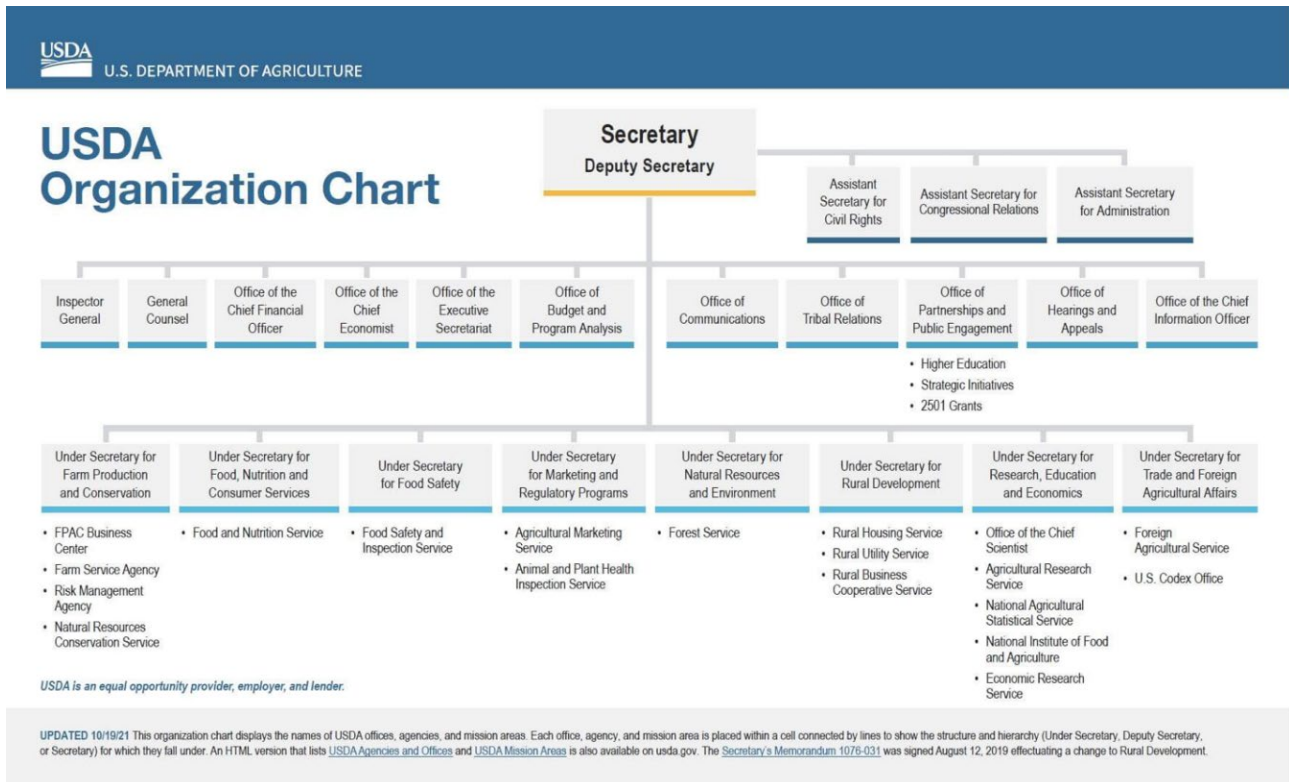 USDA
U.S. DEPARTMENT OF AGRICULTURE
USDA
Organization Chart
Secretary
Deputy Secretary
Assistant
Secretary for
Civil Rights
Assistant Secretary for
Congressional Relations
Assistant Secretary
for Administration
Inspector
General
General
Counsel
Office of the
Chief Financial
Officer
Office of the
Chief
Economist
Office of the
Executive
Secretariat
Office of
Budget and
Program Analysis
Office of
Communications
Office of
Tribal Relations
Office of
Partnerships and
Public Engagement
• Higher Education
• Strategic Initiatives
• 2501 Grants
Office of
Hearings and
Appeals
Office of the Chief
Information Officer
Under Secretary for
Farm Production
and Conservation
• FPAC Business
Center
• Farm Service Agency
• Risk Management
Agency
• Natural Resources
Conservation Service
Under Secretary for
Food, Nutrition and
Consumer Services
• Food and Nutrition Service
Under Secretary
for Food Safety
• Food Safety and
Inspection Service
Under Secretary
for Marketing and
Regulatory Programs
• Agricultural Marketing
Service
• Animal and Plant Health
Inspection Service
Under Secretary for
Natural Resources
and Environment
• Forest Service
Under Secretary for
Rural Development
• Rural Housing Service
• Rural Utility Service
• Rural Business
Cooperative Service
Under Secretary for
Research, Education
and Economics
• Office of the Chief
Scientist
• Agricultural Research
Service
• National Agricultural
Statistical Service
• National Institute of Food
and Agriculture
• Economic Research
Service
Under Secretary for
Trade and Foreign
Agricultural Affairs
• Foreign
Agricultural Service
• U.S. Codex Office
USDA is an equal opportunity provider, employer, and lender.
UPDATED 10/19/21 This organization chart displays the names of USDA offices, agencies, and mission areas. Each office, agency, and mission area is placed within a cell connected by lines to show the structure and hierarchy (Under Secretary, Deputy Secretary,
or Secretary) for which they fall under. An HTML version that lists USDA Agencies and Offices and USDA Mission Areas is also available on usda.gov. The Secretary's Memorandum 1076-031 was signed August 12, 2019 effectuating a change to Rural Development.